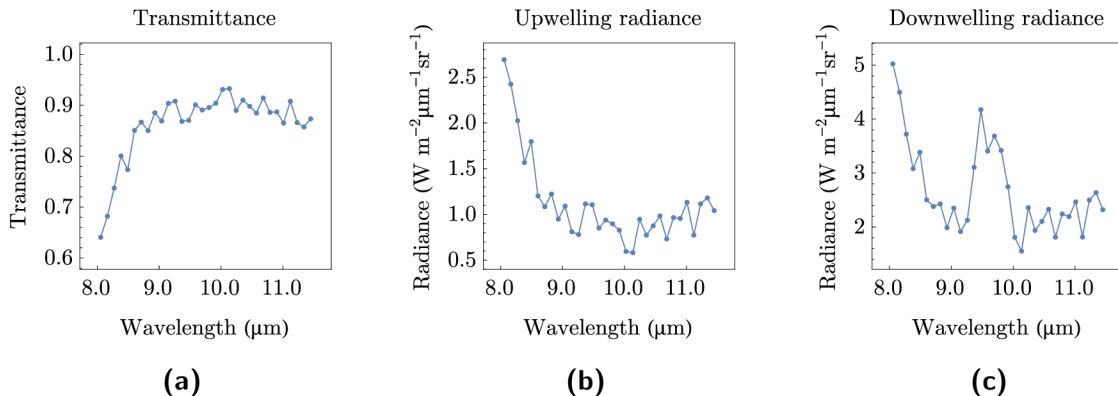 Transmittance
Transmittance
1.0
0.9
0.8
0.7
0.6
8.0 9.0 10.0 11.0
Wavelength (μm)
(a)
Upwelling radiance
Radiance (W m⁻²μm⁻¹sr⁻¹)
2.5
2.0
1.5
1.0
0.5
8.0 9.0 10.0 11.0
Wavelength (μm)
(b)
Downwelling radiance
Radiance (W m⁻²μm⁻¹sr⁻¹)
5
4
3
2
8.0 9.0 10.0 11.0
Wavelength (μm)
(c)